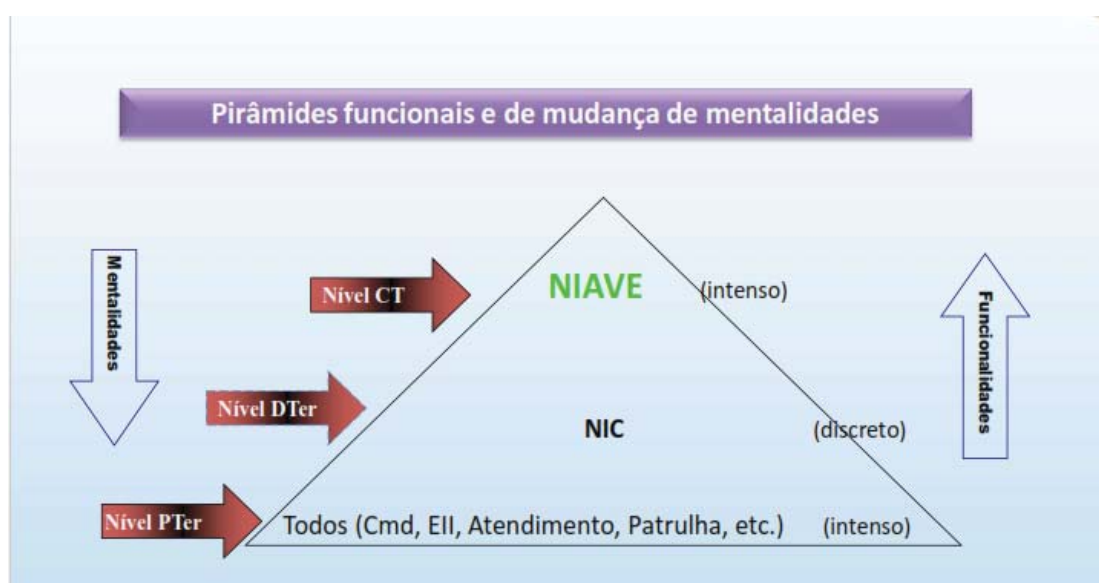 Pirâmides funcionais e de mudança de mentalidades
Mentalidades
Nível CT
NIAVE
(intenso)
Funcionalidades
Nível DTer
NIC
(discreto)
Nível PTer
Todos (Cmd, EII, Atendimento, Patrulha, etc.)
(intenso)